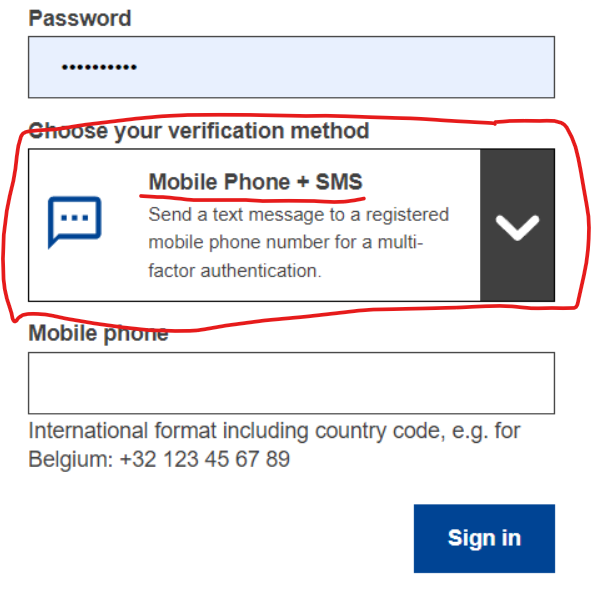 Password
••••••••••
Choose your verification method
Mobile Phone + SMS
Send a text message to a registered
mobile phone number for a multi-
factor authentication.
Mobile phone
International format including country code, e.g. for
Belgium: +32 123 45 67 89
Sign in